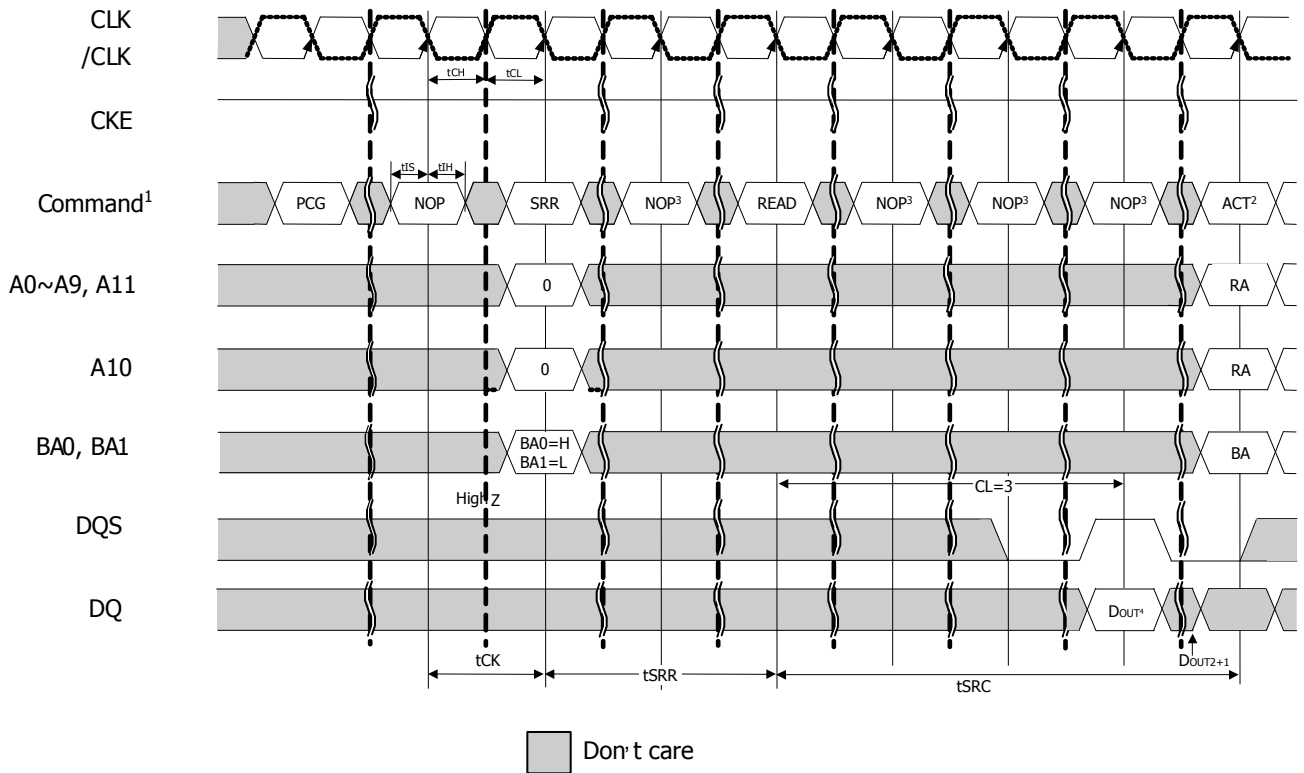 CLK
/CLK
tCH
tCL
CKE
tIS
tIH
Command¹
PCG
NOP
SRR
NOP³
READ
NOP³
NOP³
NOP³
ACT²
A0~A9, A11
0
RA
A10
0
RA
BA0, BA1
BA0=H
BA1=L
BA
CL=3
High Z
DQS
DQ
DOUT⁴
DOUT2+1
tCK
tSRR
tSRC
Don't care